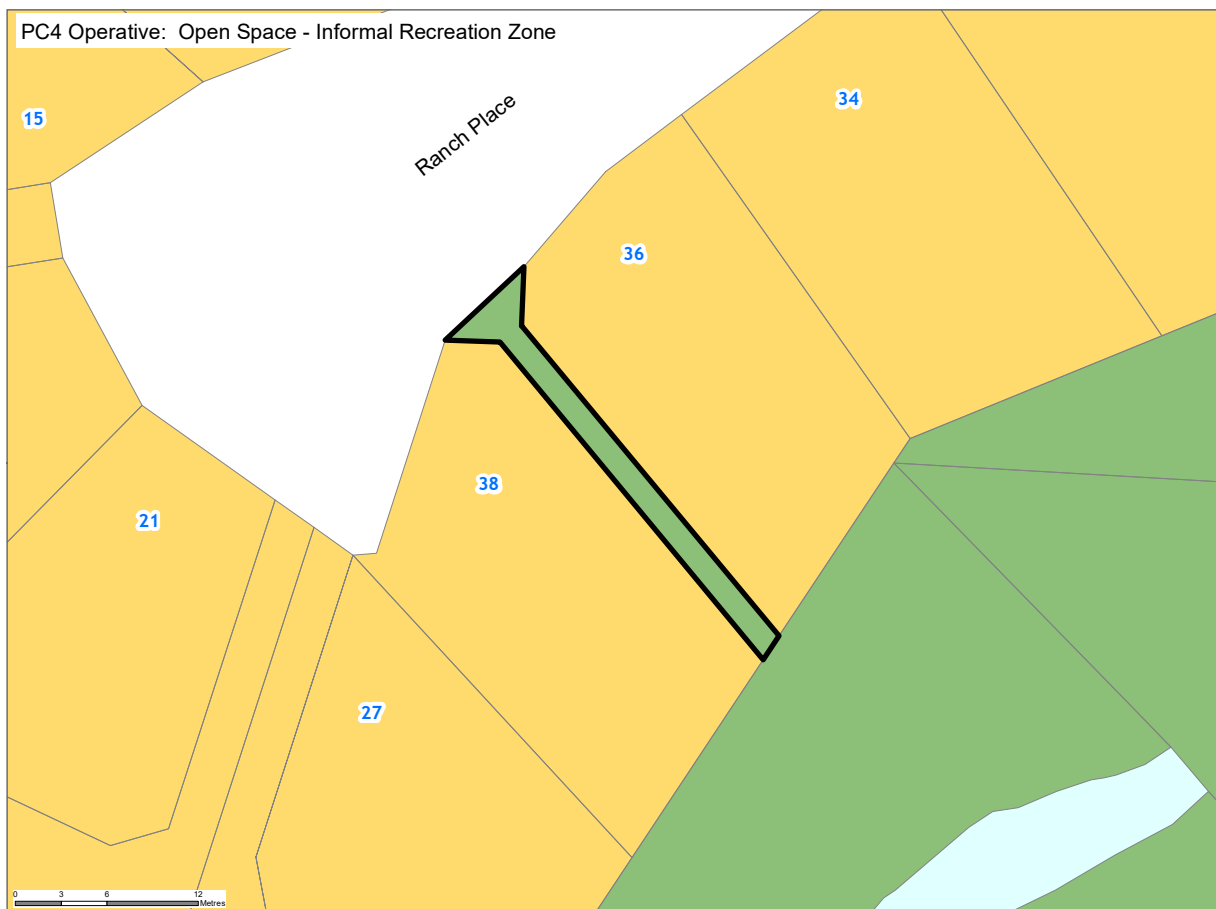 PC4 Operative:  Open Space - Informal Recreation Zone
34
15
Ranch Place
36
38
21
27
0 3 6 12
Metres